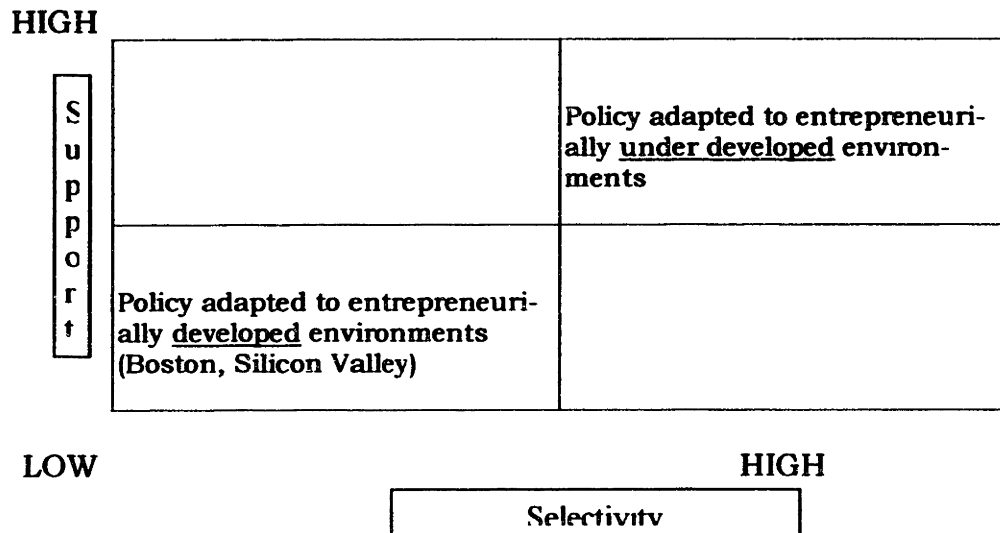 HIGH
Support
Policy adapted to entrepreneuri-
ally under developed environ-
ments
Policy adapted to entrepreneuri-
ally developed environments
(Boston, Silicon Valley)
LOW
HIGH
Selectivity